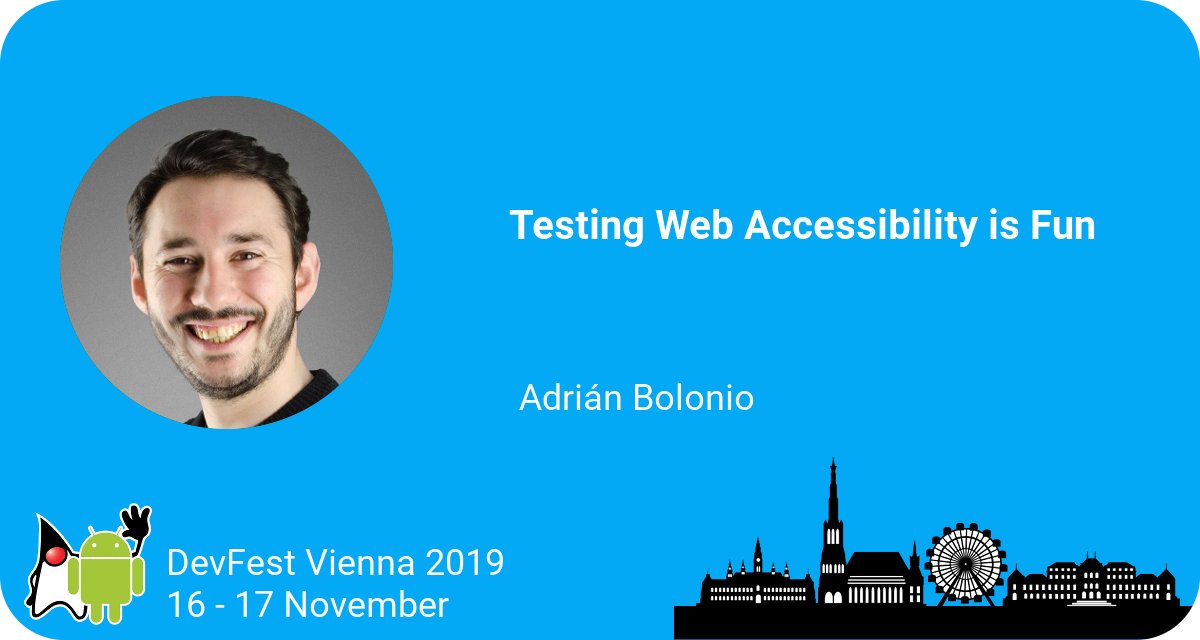 Testing Web Accessibility is Fun
Adrián Bolonio
DevFest Vienna 2019
16 - 17 November